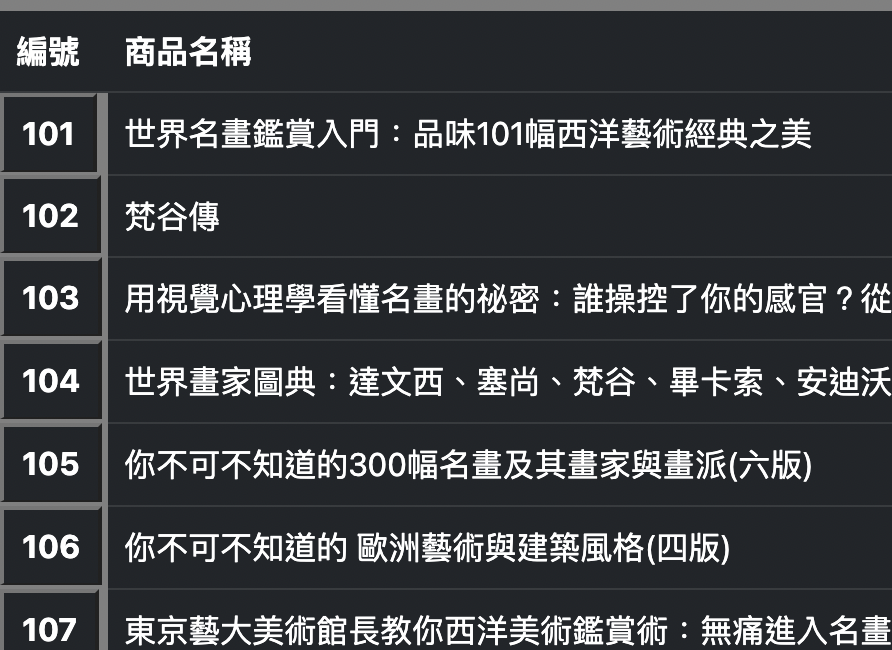 編號 商品名稱
101 世界名畫鑑賞入門：品味101幅西洋藝術經典之美
102 梵谷傳
103 用視覺心理學看懂名畫的祕密：誰操控了你的感官？從
104 世界畫家圖典：達文西、塞尚、梵谷、畢卡索、安迪沃
105 你不可不知道的300幅名畫及其畫家與畫派(六版)
106 你不可不知道的 歐洲藝術與建築風格(四版)
107 東京藝大美術館長教你西洋美術鑑賞術：無痛進入名畫